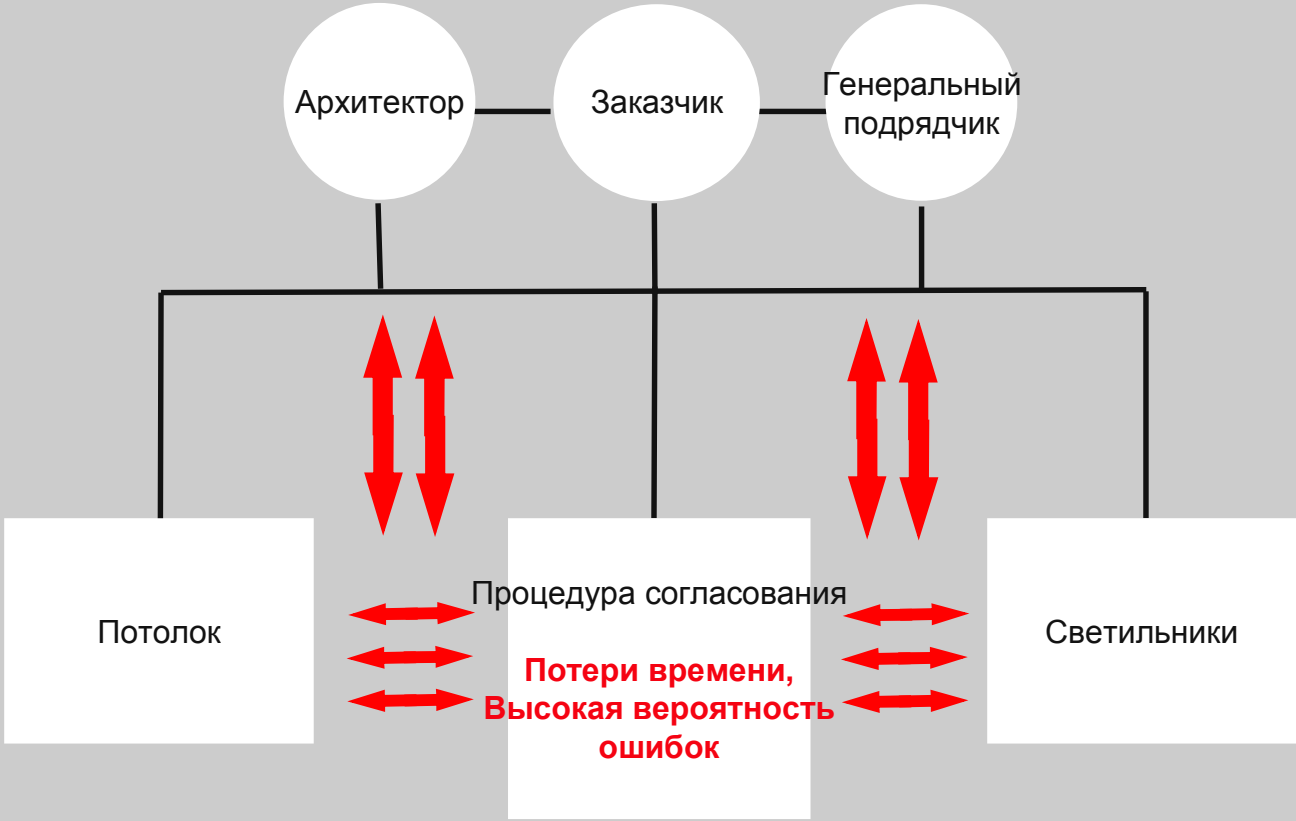 Архитектор
Заказчик
Генеральный
подрядчик
Потолок
Процедура согласования
Потери времени,
Высокая вероятность
ошибок
Светильники